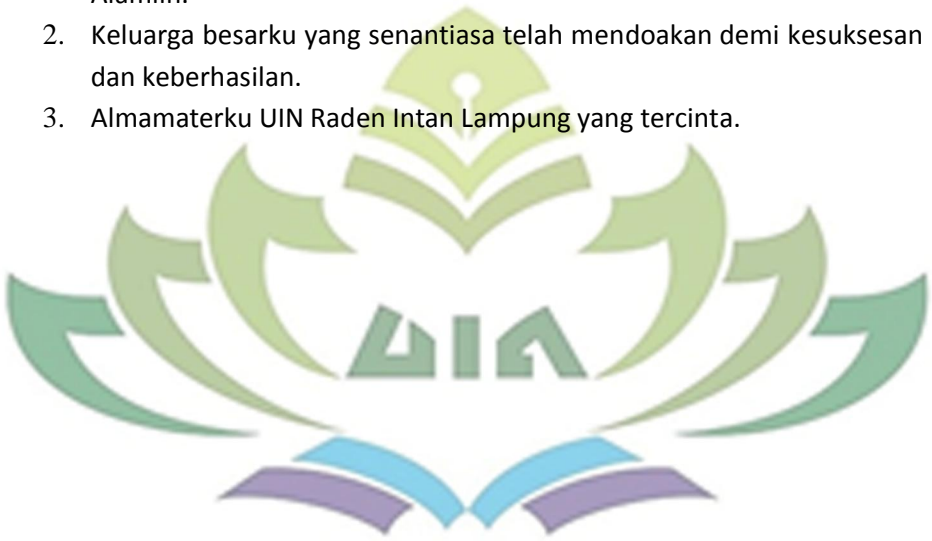 2. Keluarga besarku yang senantiasa telah mendoakan demi kesuksesan
dan keberhasilan.
3. Almamaterku UIN Raden Intan Lampung yang tercinta.
UIN